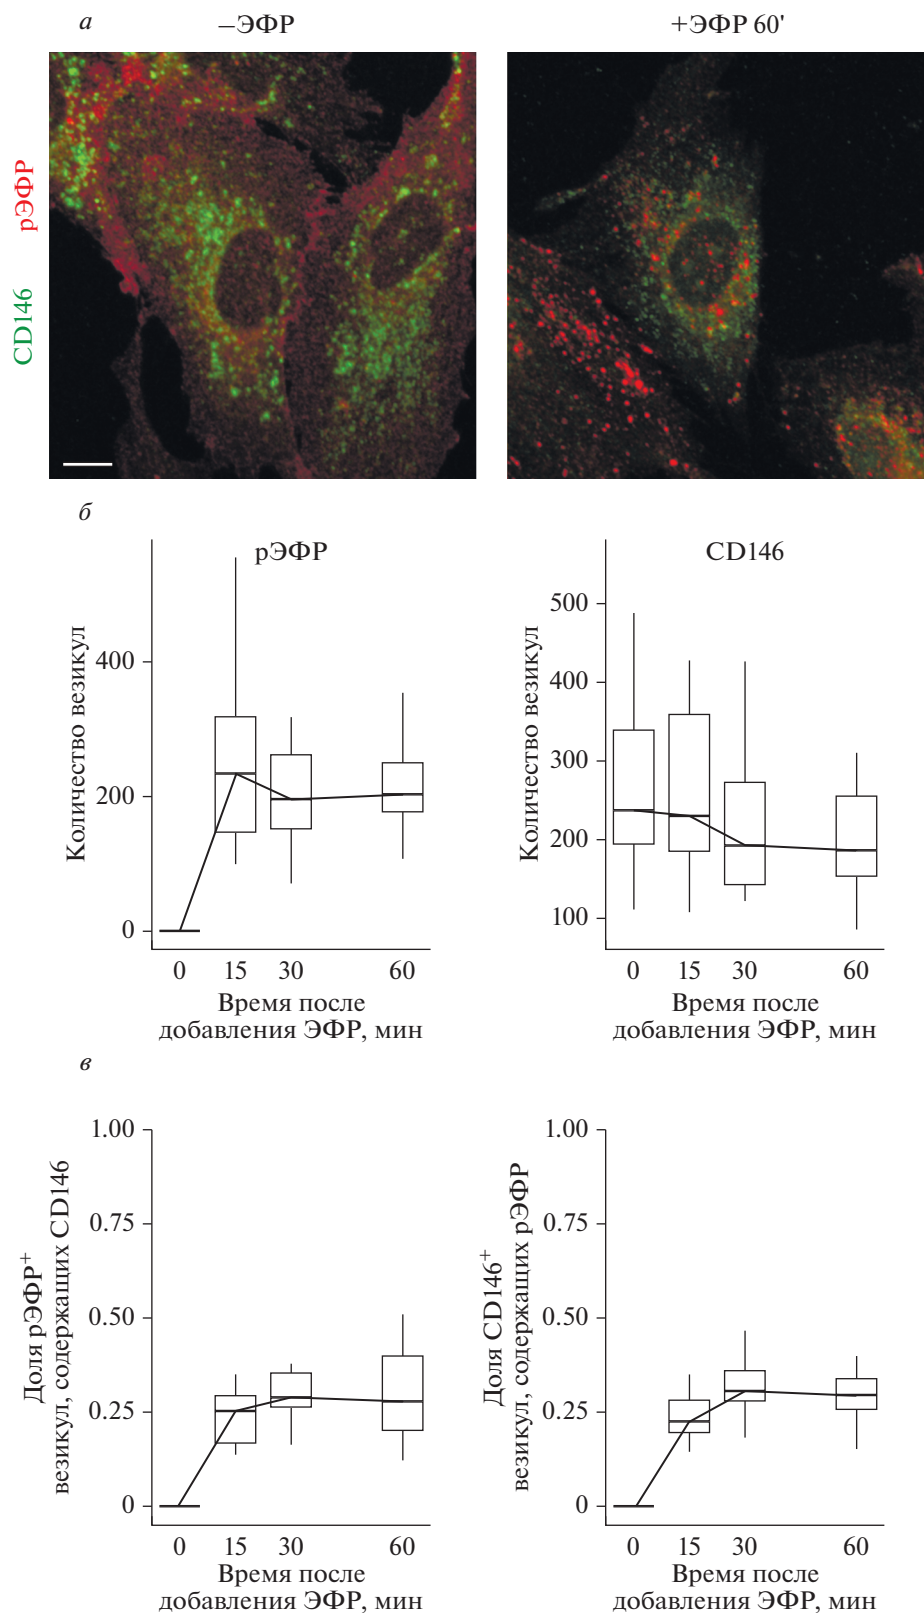 а
–ЭФР
+ЭФР 60'
CD146 рЭФР
б
рЭФР
Количество везикул
400
200
0
0 15 30 60
Время после
добавления ЭФР, мин
CD146
Количество везикул
500
400
300
200
100
0 15 30 60
Время после
добавления ЭФР, мин
в
Доля рЭФР+
везикул, содержащих CD146
1.00
0.75
0.50
0.25
0
0 15 30 60
Время после
добавления ЭФР, мин
Доля CD146+
везикул, содержащих рЭФР
1.00
0.75
0.50
0.25
0
0 15 30 60
Время после
добавления ЭФР, мин